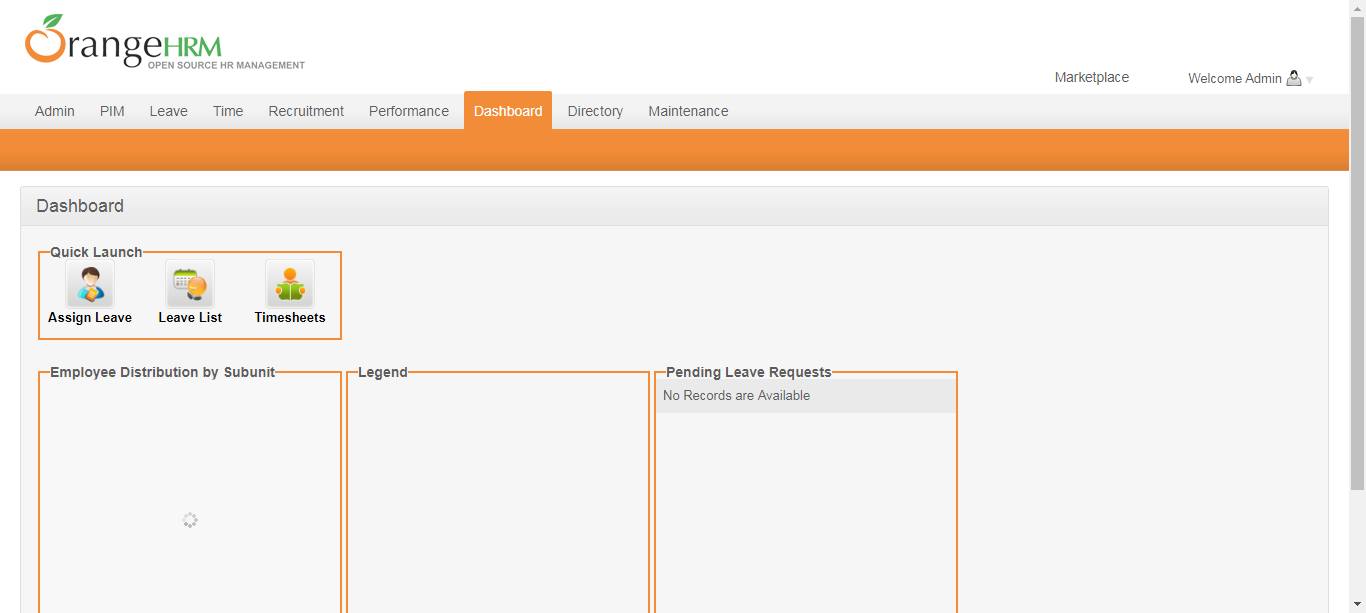 OrangeHRM
OPEN SOURCE HR MANAGEMENT
Marketplace Welcome Admin
Admin PIM Leave Time Recruitment Performance Dashboard Directory Maintenance
Dashboard
Quick Launch
Assign Leave Leave List Timesheets
Employee Distribution by Subunit Legend Pending Leave Requests
No Records are Available